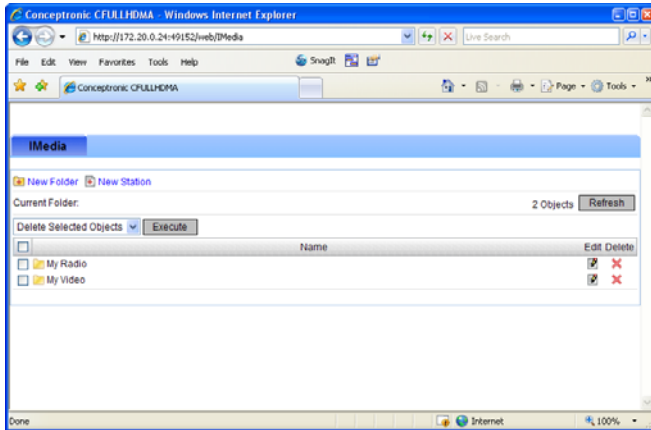 Conceptronic CFULLHDMA - Windows Internet Explorer
http://172.20.0.24:49152/web/IMedia
Live Search
File Edit View Favorites Tools Help
SnagIt
Conceptronic CFULLHDMA
Page Tools
IMedia
New Folder New Station
Current Folder:
2 Objects Refresh
Delete Selected Objects Execute
Name Edit Delete
My Radio
My Video
Done Internet 100%